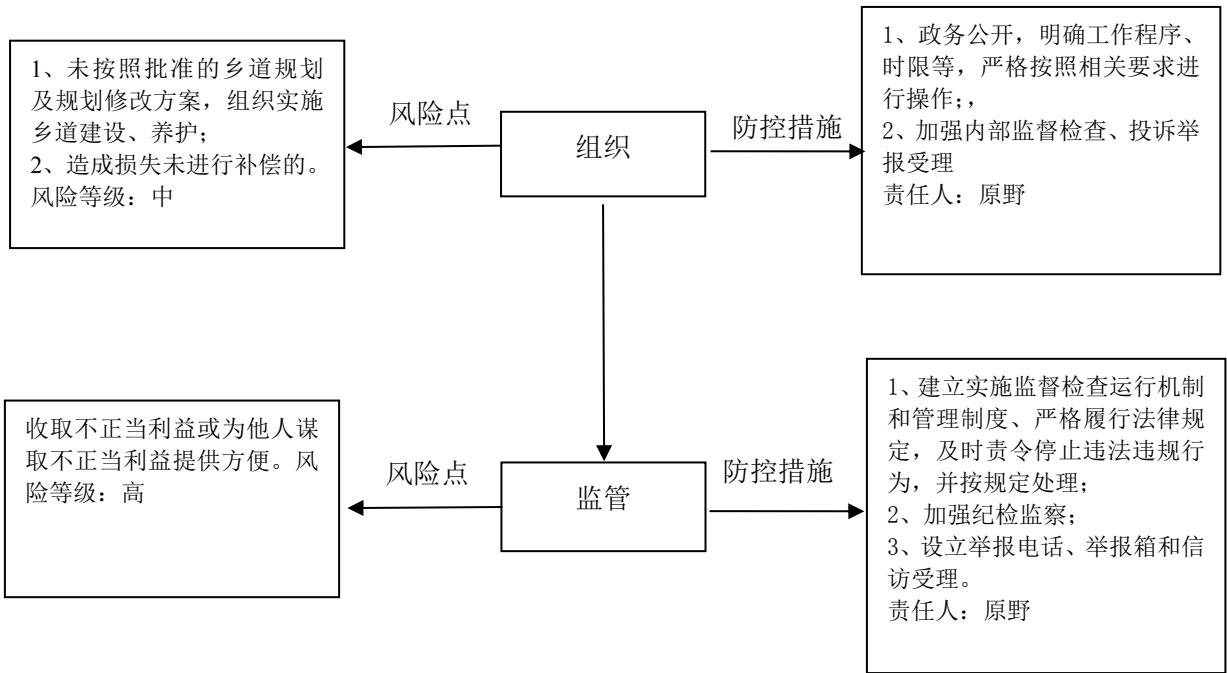 1、未按照批准的乡道规划
及规划修改方案，组织实施
乡道建设、养护；
2、造成损失未进行补偿的。
风险等级：中
风险点
组织
防控措施
1、政务公开，明确工作程序、
时限等，严格按照相关要求进
行操作；，
2、加强内部监督检查、投诉举
报受理
责任人：原野
收取不正当利益或为他人谋
取不正当利益提供方便。风
险等级：高
风险点
监管
防控措施
1、建立实施监督检查运行机制
和管理制度、严格履行法律规
定，及时责令停止违法违规行
为，并按规定处理；
2、加强纪检监察；
3、设立举报电话、举报箱和信
访受理。
责任人：原野